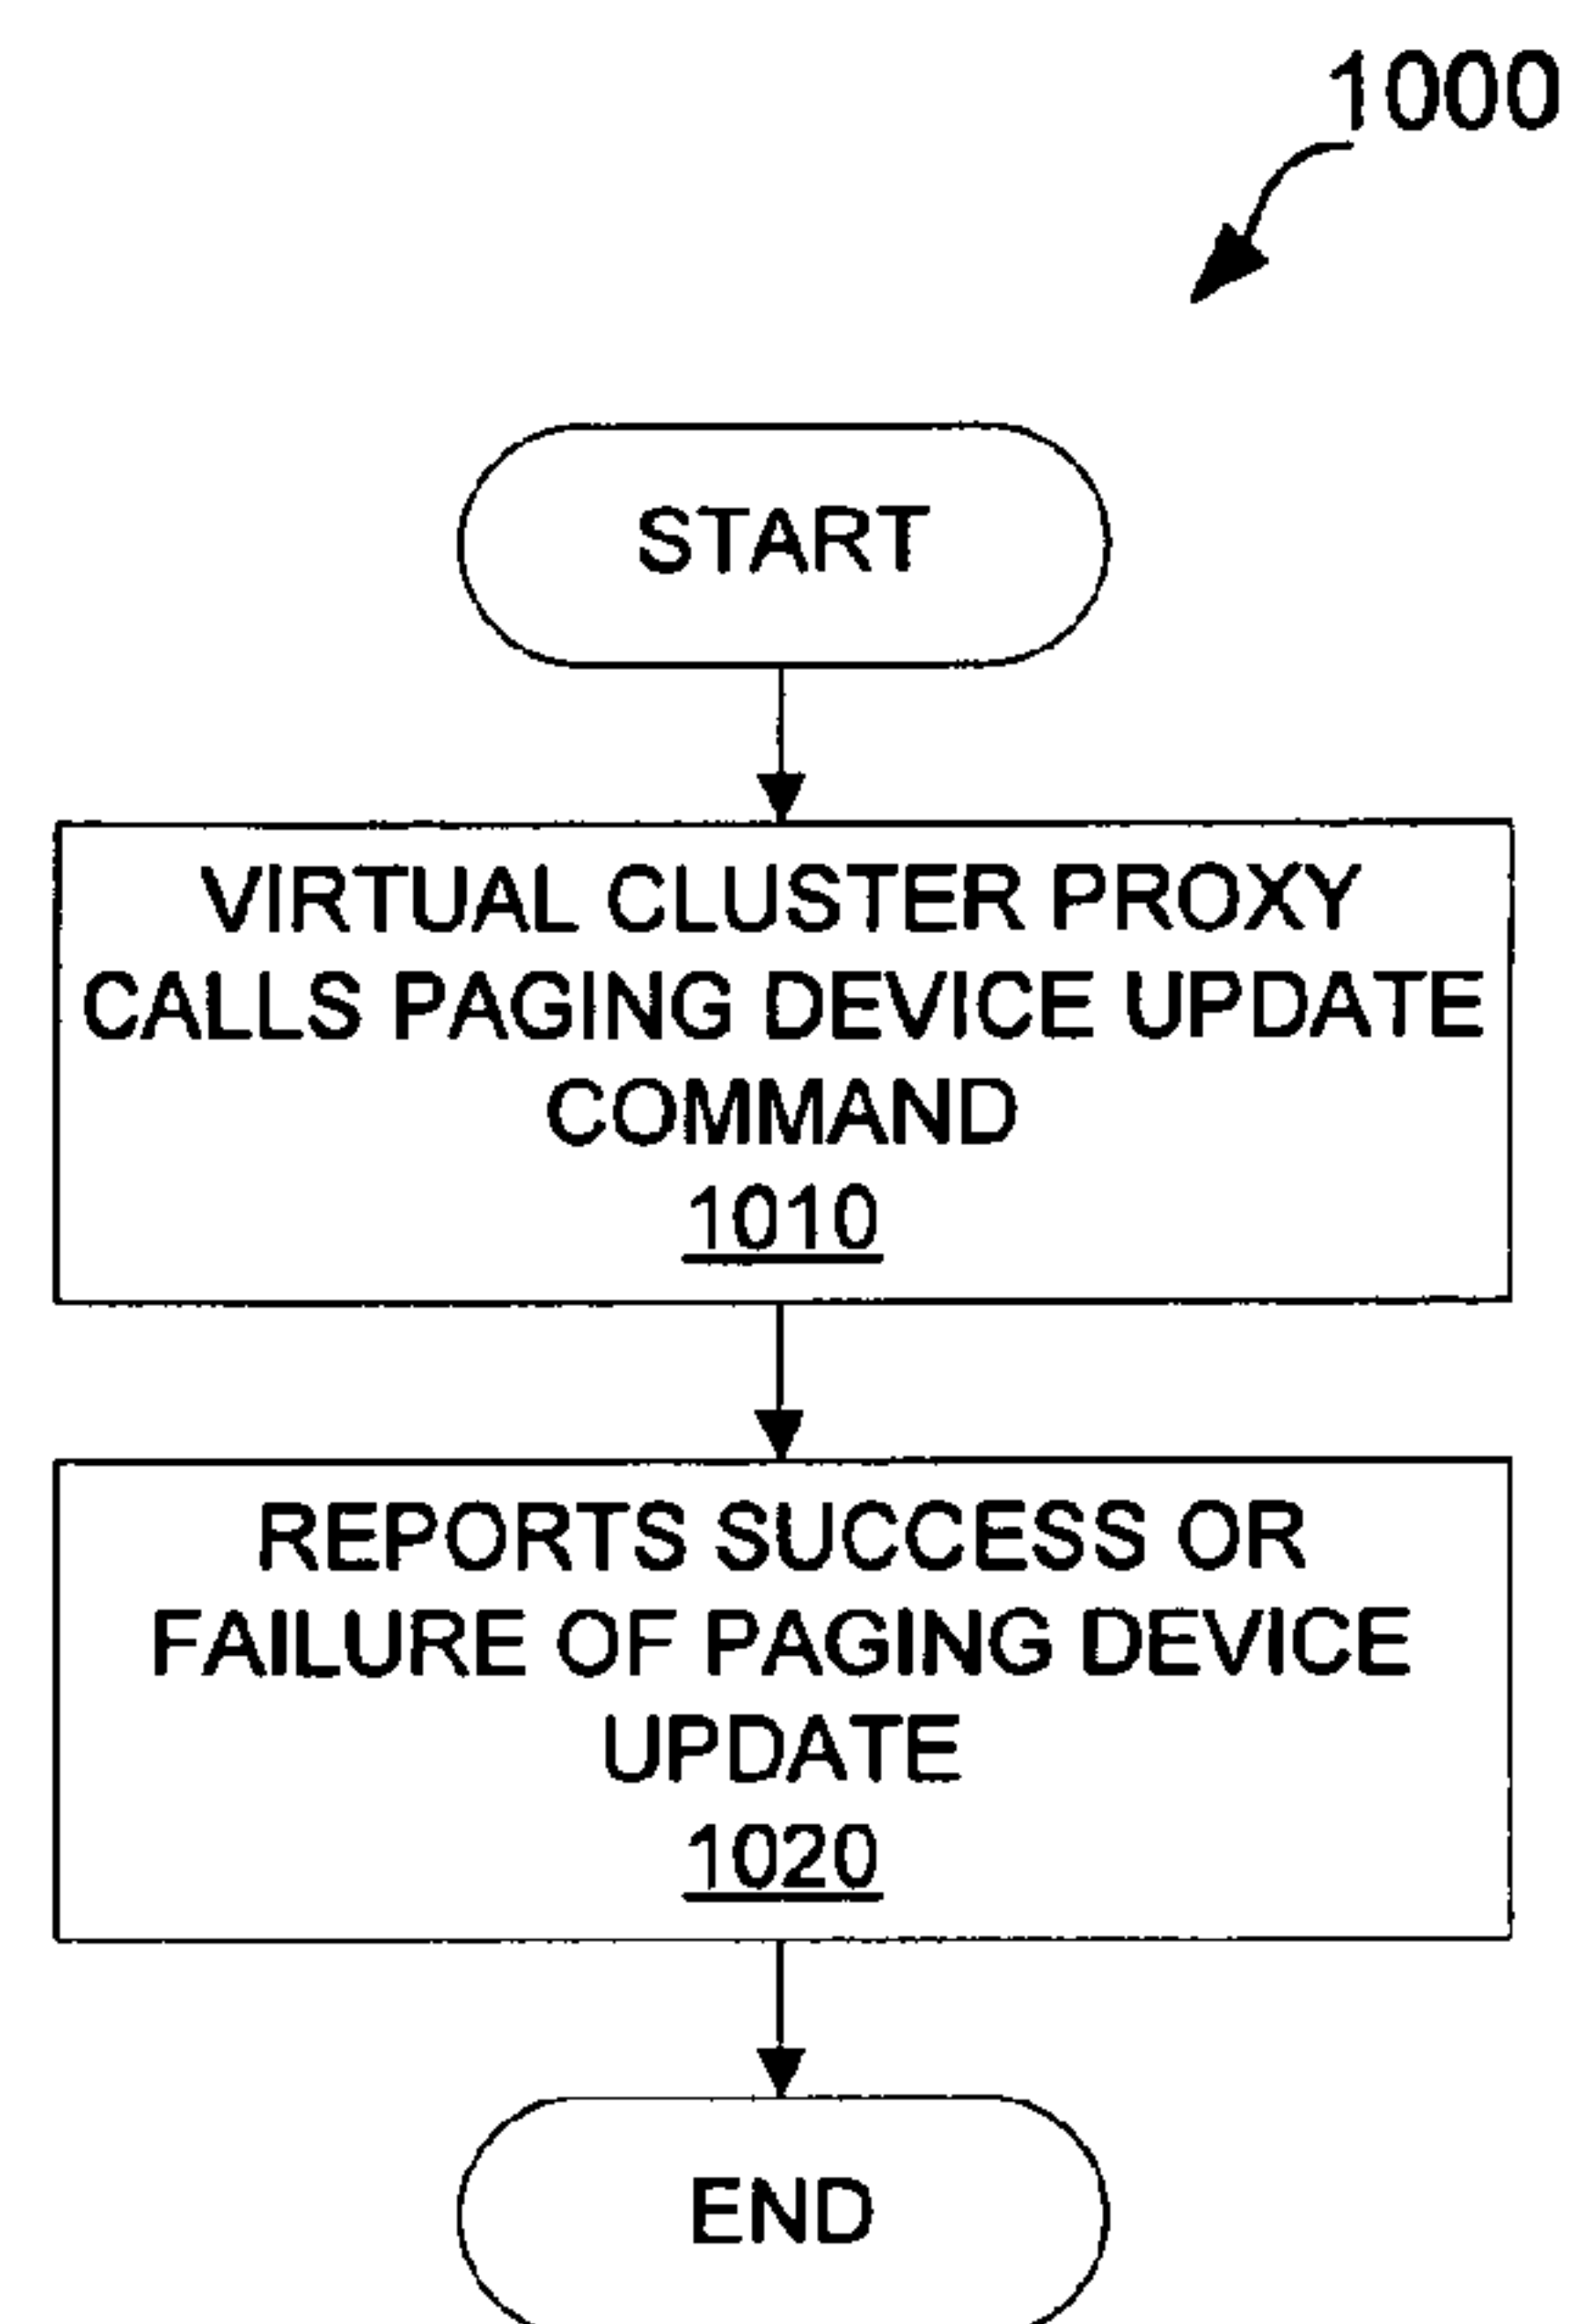 1000
START
VIRTUAL CLUSTER PROXY
CALLS PAGING DEVICE UPDATE
COMMAND
1010
REPORTS SUCCESS OR
FAILURE OF PAGING DEVICE
UPDATE
1020
END